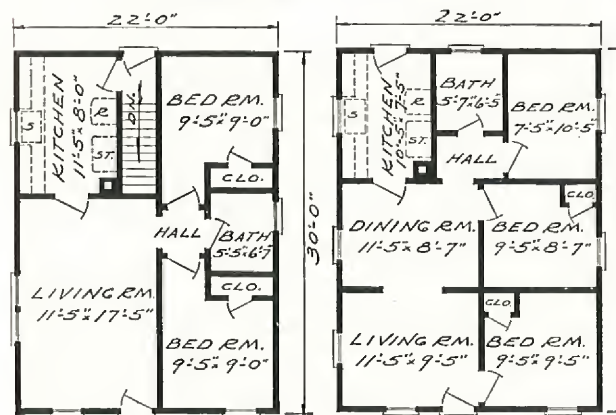 22'-0"
KITCHEN
11'-5"x 8'-0"
S
R
ST.
DN.
BED RM.
9'-5"x 9'-0"
CLO.
HALL
BATH
5'-5"x 6'-7"
CLO.
LIVING RM.
11'-5"x 17'-5"
BED RM.
9'-5"x 9'-0"
30'-0"
22'-0"
KITCHEN
10'-5"x 7'-5"
S
R
ST.
BATH
5'-7"x 6'-5"
BED RM.
7'-5"x 10'-5"
HALL
CLO.
DINING RM.
11'-5"x 8'-7"
BED RM.
9'-5"x 8'-7"
CLO.
LIVING RM.
11'-5"x 9'-5"
BED RM.
9'-5"x 9'-5"